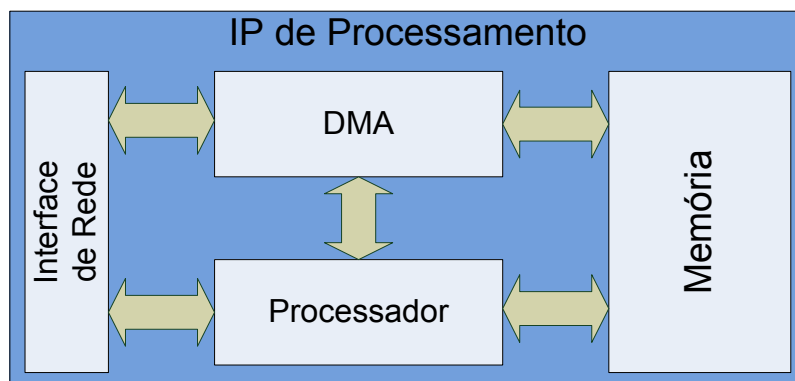 IP de Processamento
Interface
de Rede
DMA
Processador
Memória